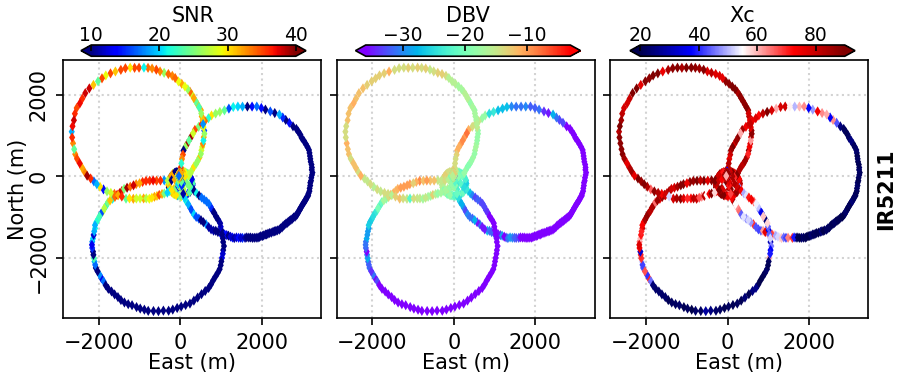 SNR DBV Xc
10 20 30 40 −30 −20 −10 20 40 60 80
North (m)
2000
0
−2000
IR5211
−2000 0 2000 −2000 0 2000 −2000 0 2000
East (m) East (m) East (m)